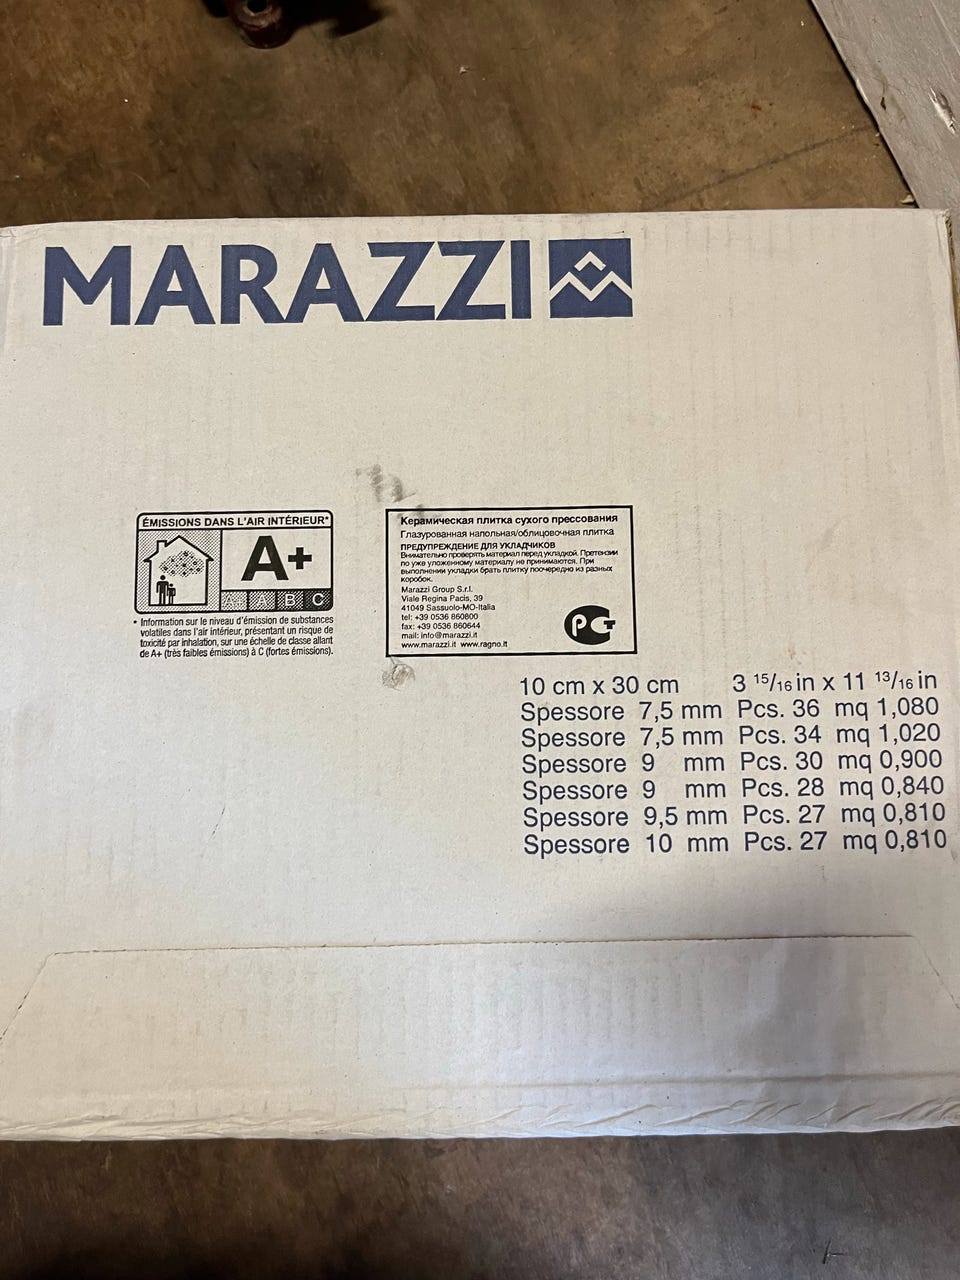 MARAZZI
ÉMISSIONS DANS L'AIR INTÉRIEUR*
A+
A+ A B C
* Information sur le niveau d'émission de substances
volatiles dans l'air intérieur, présentant un risque de
toxicité par inhalation, sur une échelle de classe allant
de A+ (très faibles émissions) à C (fortes émissions).
Керамическая плитка сухого прессования
Глазурованная напольная/облицовочная плитка
ПРЕДУПРЕЖДЕНИЕ ДЛЯ УКЛАДЧИКОВ
Внимательно проверять материал перед укладкой. Претензии
по уже уложенному материалу не принимаются. При
выполнении укладки брать плитку поочередно из разных
коробок.
Marazzi Group S.r.l.
Viale Regina Pacis, 39
41049 Sassuolo-MO-Italia
tel: +39 0536 860800
fax: +39 0536 860644
mail: info@marazzi.it
www.marazzi.it www.ragno.it
РСТ
10 cm x 30 cm 3 15/16 in x 11 13/16 in
Spessore 7,5 mm Pcs. 36 mq 1,080
Spessore 7,5 mm Pcs. 34 mq 1,020
Spessore 9 mm Pcs. 30 mq 0,900
Spessore 9 mm Pcs. 28 mq 0,840
Spessore 9,5 mm Pcs. 27 mq 0,810
Spessore 10 mm Pcs. 27 mq 0,810